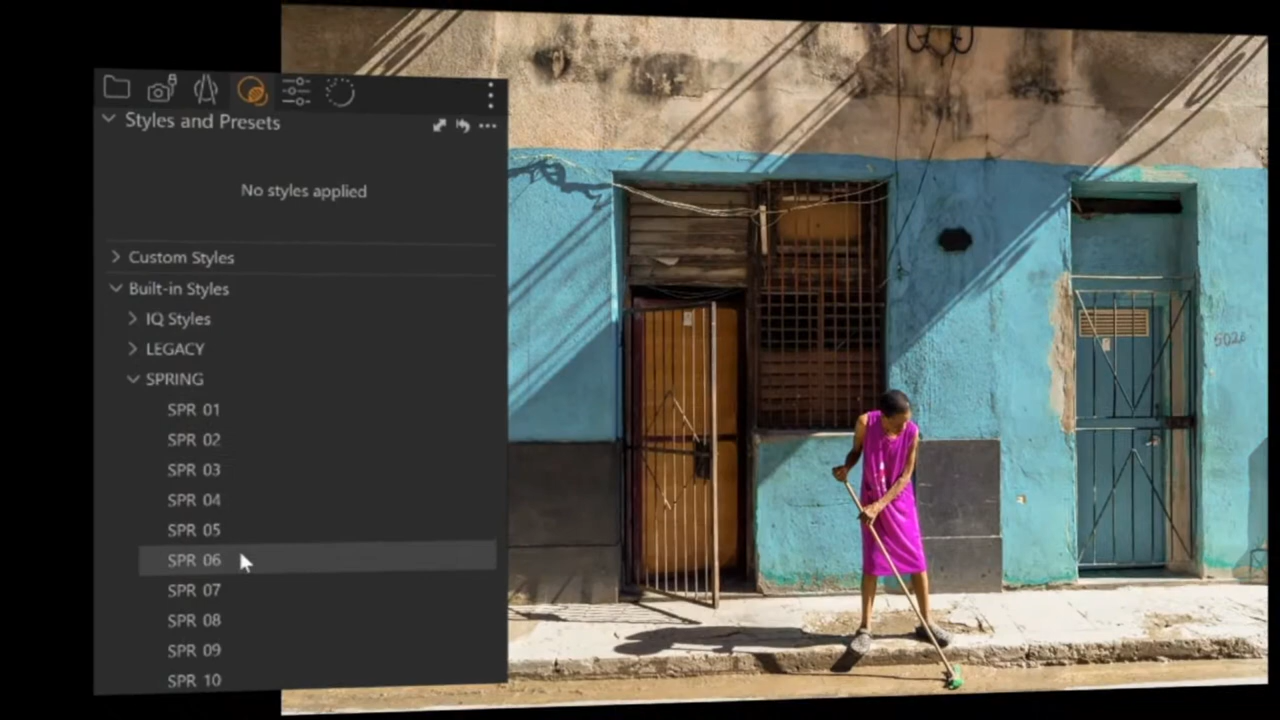 Styles and Presets
No styles applied
Custom Styles
Built-in Styles
IQ Styles
LEGACY
SPRING
SPR 01
SPR 02
SPR 03
SPR 04
SPR 05
SPR 06
SPR 07
SPR 08
SPR 09
SPR 10